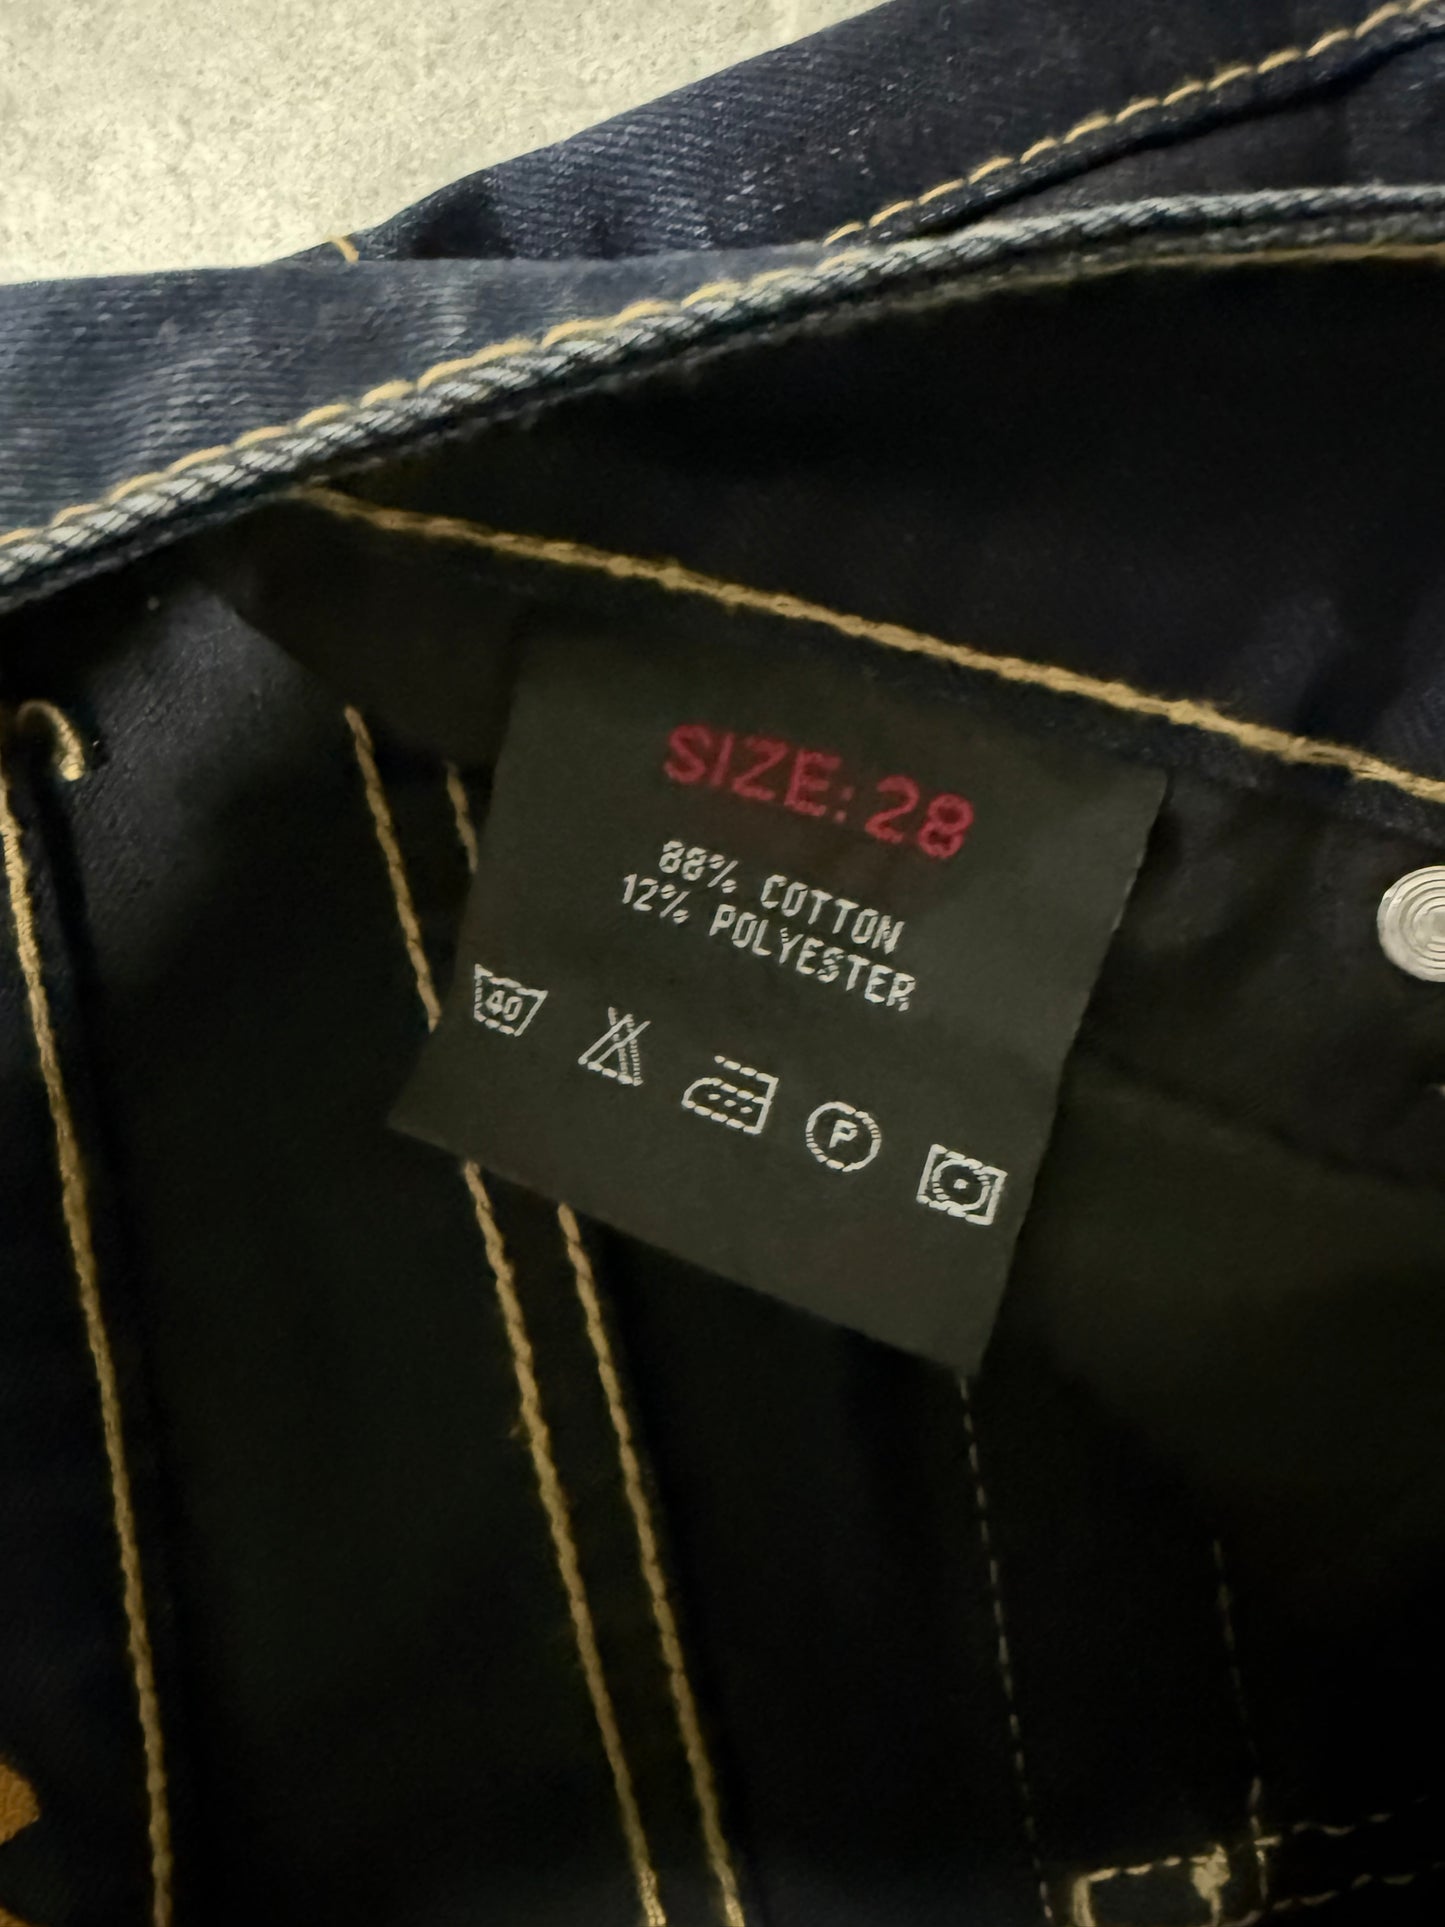 SIZE:28
88% COTTON
12% POLYESTER
40
P